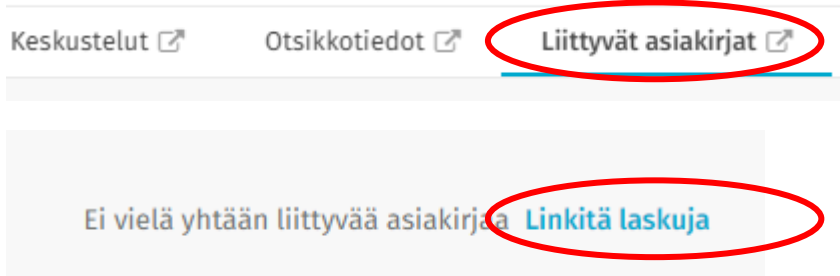 Keskustelut Otsikkotiedot Liittyvät asiakirjat
Ei vielä yhtään liittyvää asiakirjaa Linkitä laskuja